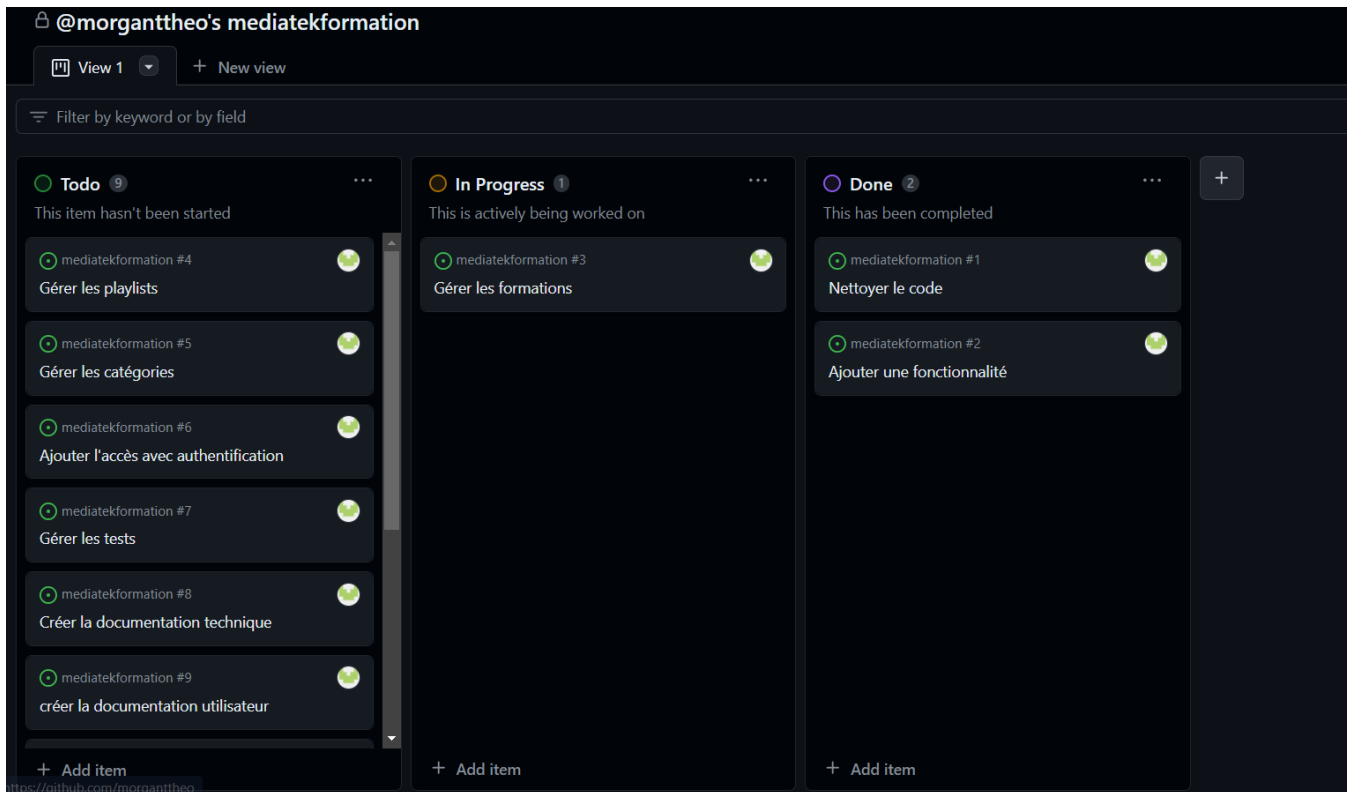 @morganttheo's mediatekformation
View 1
New view
Filter by keyword or by field
Todo 9
This item hasn't been started
mediatekformation #4
Gérer les playlists
mediatekformation #5
Gérer les catégories
mediatekformation #6
Ajouter l'accès avec authentification
mediatekformation #7
Gérer les tests
mediatekformation #8
Créer la documentation technique
mediatekformation #9
créer la documentation utilisateur
+ Add item
In Progress 1
This is actively being worked on
mediatekformation #3
Gérer les formations
+ Add item
Done 2
This has been completed
mediatekformation #1
Nettoyer le code
mediatekformation #2
Ajouter une fonctionnalité
+ Add item
https://github.com/morganttheo